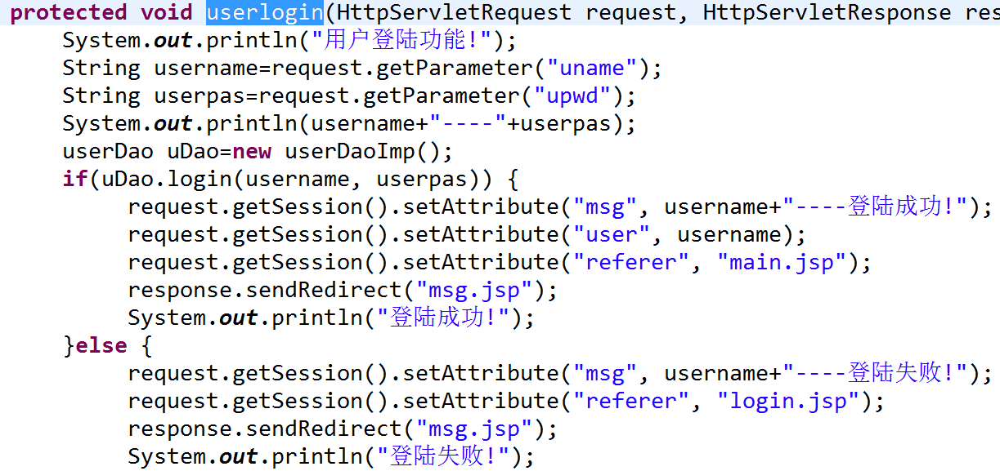 protected void userlogin(HttpServletRequest request, HttpServletResponse res
System.out.println("用户登陆功能!");
String username=request.getParameter("uname");
String userpas=request.getParameter("upwd");
System.out.println(username+"----"+userpas);
userDao uDao=new userDaoImp();
if(uDao.login(username, userpas)) {
request.getSession().setAttribute("msg", username+"----登陆成功!");
request.getSession().setAttribute("user", username);
request.getSession().setAttribute("referer", "main.jsp");
response.sendRedirect("msg.jsp");
System.out.println("登陆成功!");
}else {
request.getSession().setAttribute("msg", username+"----登陆失败!");
request.getSession().setAttribute("referer", "login.jsp");
response.sendRedirect("msg.jsp");
System.out.println("登陆失败!");